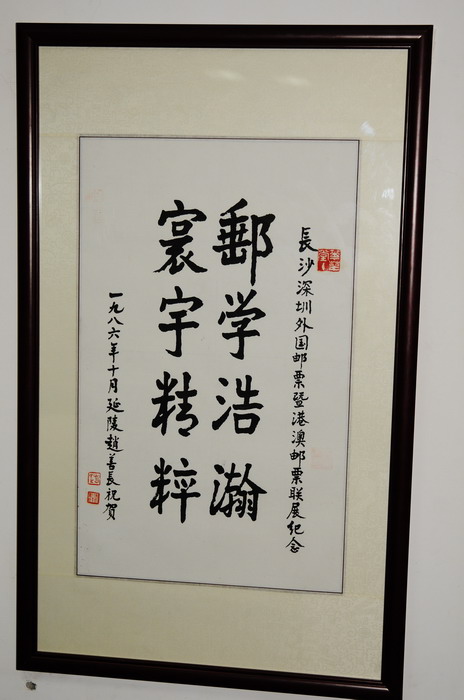 長沙深圳外国邮票暨港澳邮票联展纪念
郵学浩瀚
寰宇精粹
一九八六年十月延陵趙善長祝贺